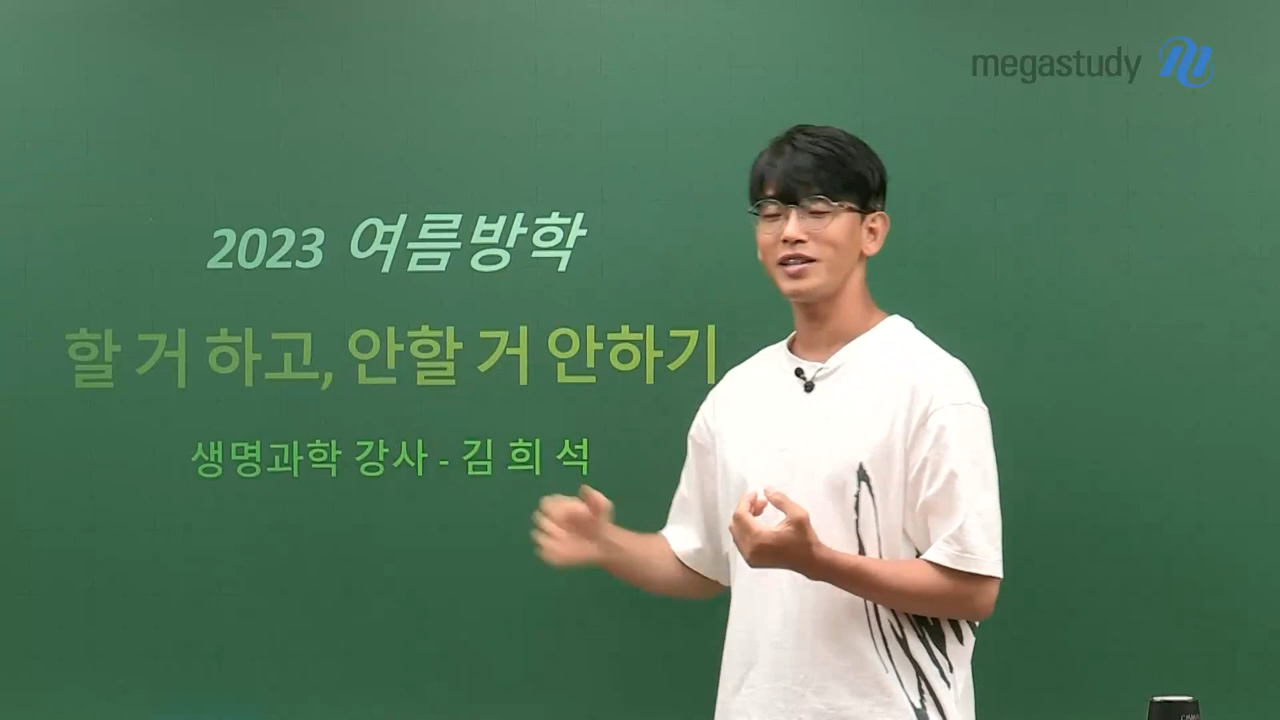 megastudy
2023 여름방학
할 거 하고, 안할 거 안하기
생명과학 강사 - 김 희 석